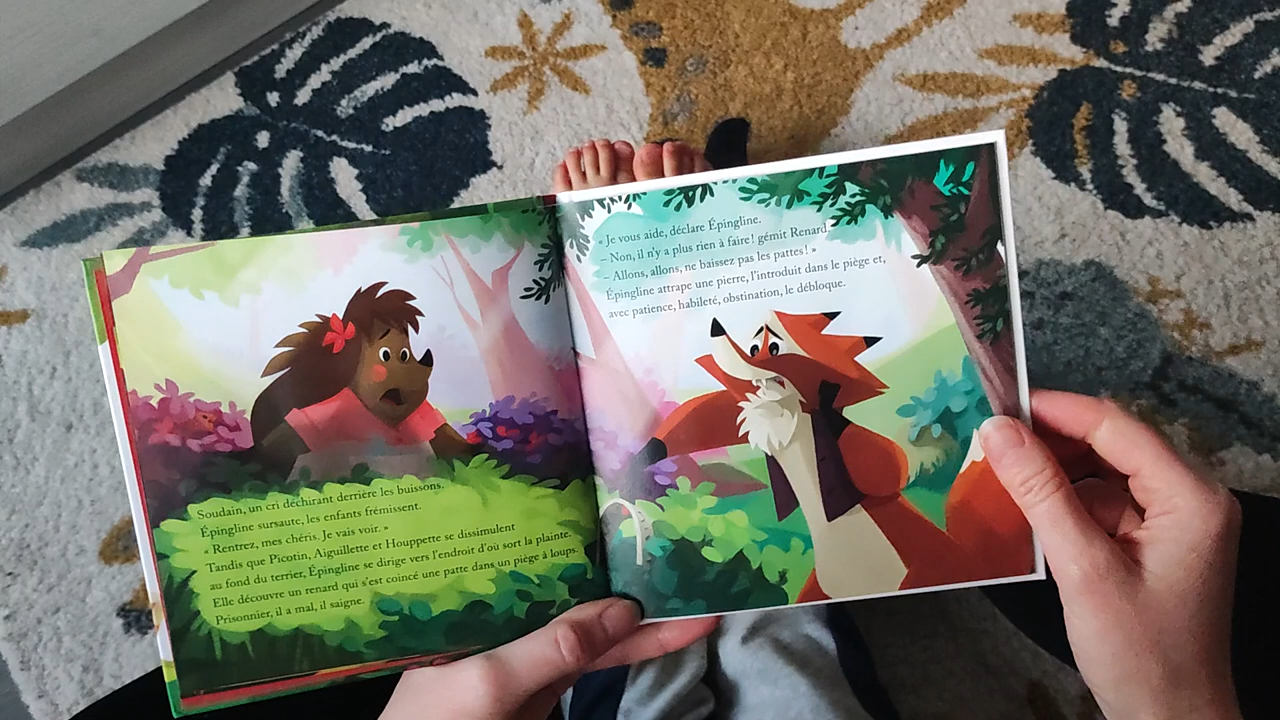 Soudain, un cri déchirant derrière les buissons.
Épingline sursaute, les enfants frémissent.
« Rentrez, mes chéris. Je vais voir. »
Tandis que Picotin, Aiguillette et Houppette se dissimulent
au fond du terrier, Épingline se dirige vers l'endroit d'où sort la plainte.
Elle découvre un renard qui s'est coincé une patte dans un piège à loups.
Prisonnier, il a mal, il saigne.
« Je vous aide, déclare Épingline.
– Non, il n'y a plus rien à faire ! gémit Renard.
– Allons, allons, ne baissez pas les pattes ! »
Épingline attrape une pierre, l'introduit dans le piège et,
avec patience, habileté, obstination, le débloque.